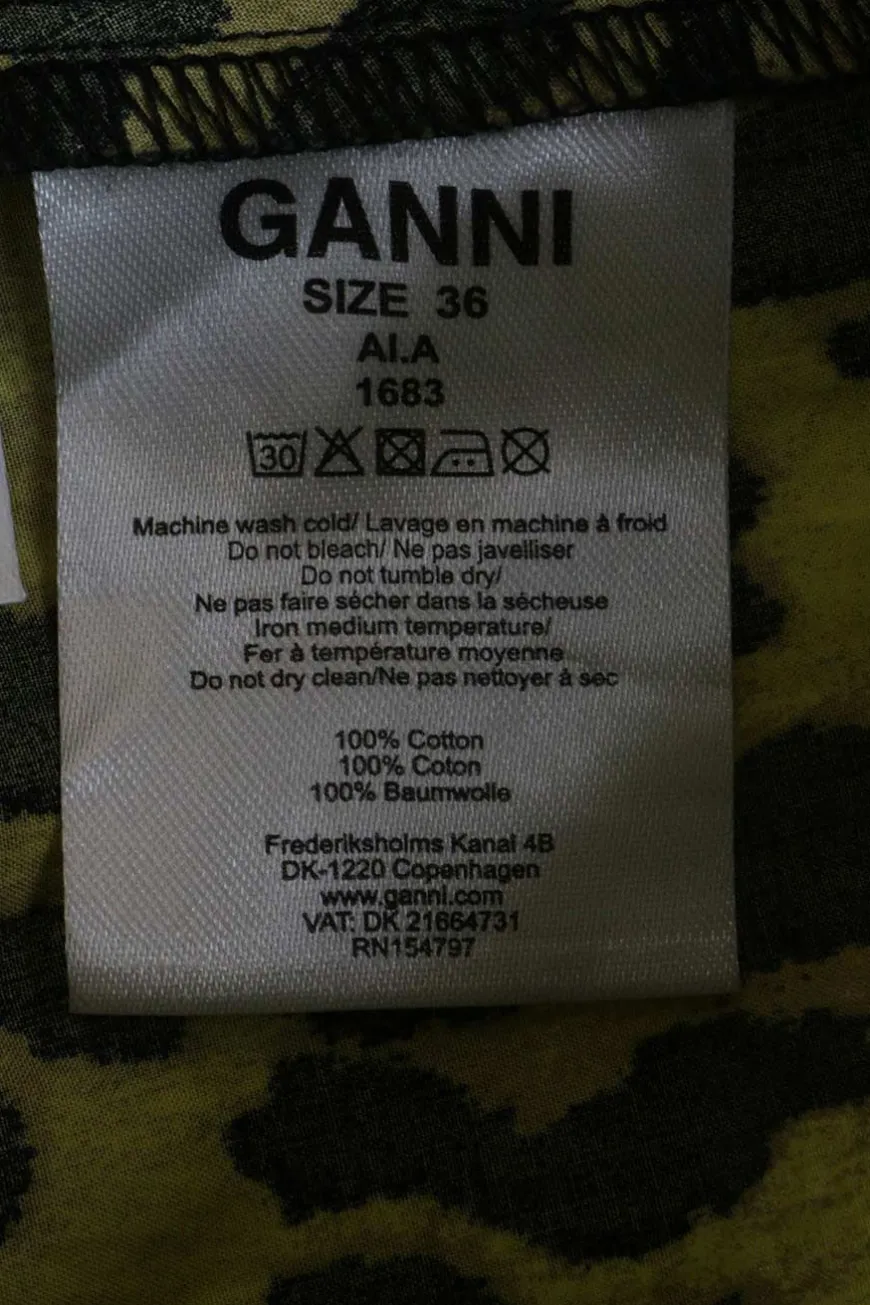 GANNI
SIZE 36
AI.A
1683
30
Machine wash cold/ Lavage en machine à froid
Do not bleach/ Ne pas javelliser
Do not tumble dry/
Ne pas faire sécher dans la sécheuse
Iron medium temperature/
Fer à température moyenne
Do not dry clean/Ne pas nettoyer à sec
100% Cotton
100% Coton
100% Baumwolle
Frederiksholms Kanal 4B
DK-1220 Copenhagen
www.ganni.com
VAT: DK 21664731
RN154797